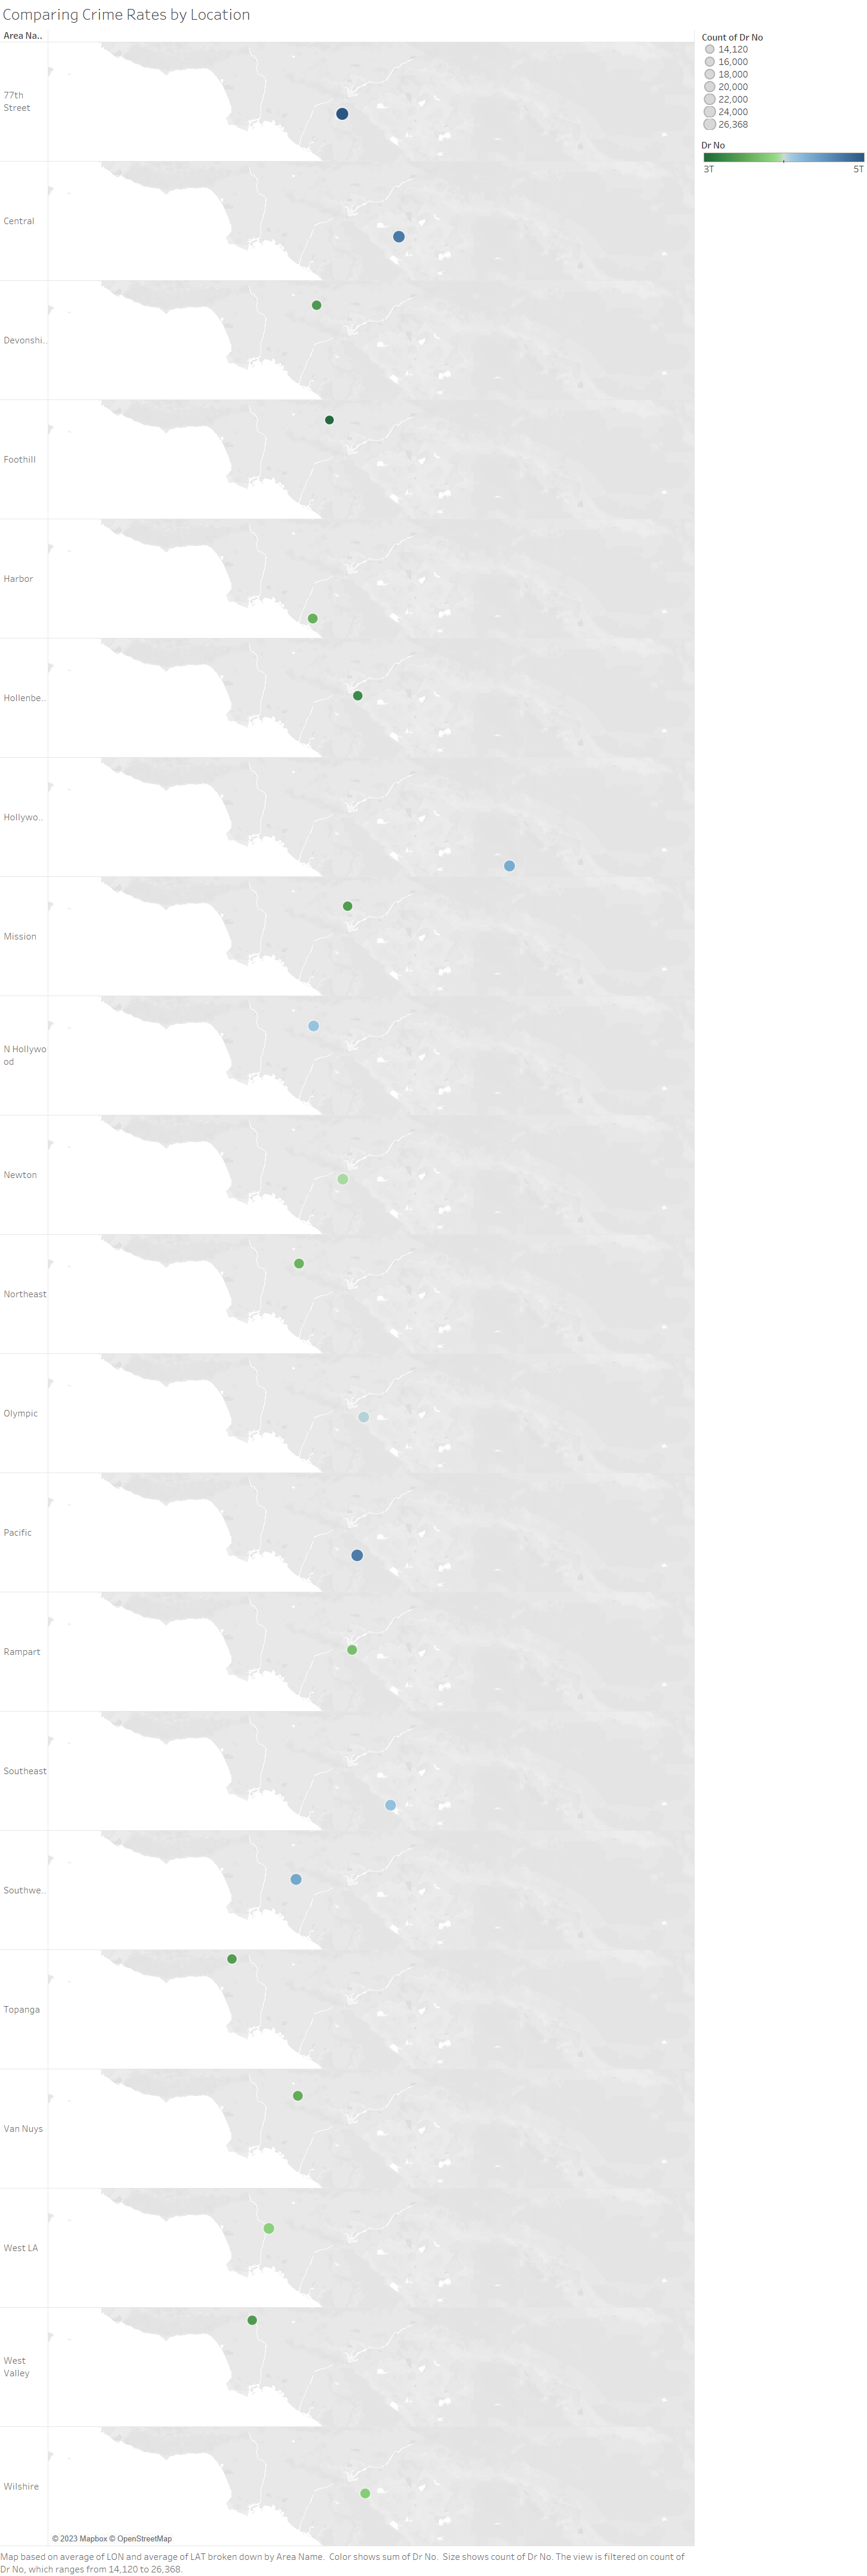 Comparing Crime Rates by Location
Area Na..
77th
Street
Central
Devonshi..
Foothill
Harbor
Hollenbe..
Hollywo..
Mission
N Hollywo
od
Newton
Northeast
Olympic
Pacific
Rampart
Southeast
Southwe..
Topanga
Van Nuys
West LA
West
Valley
Wilshire
© 2023 Mapbox © OpenStreetMap
Count of Dr No
14,120
16,000
18,000
20,000
22,000
24,000
26,368
Dr No
3T 5T
Map based on average of LON and average of LAT broken down by Area Name. Color shows sum of Dr No. Size shows count of Dr No. The view is filtered on count of
Dr No, which ranges from 14,120 to 26,368.